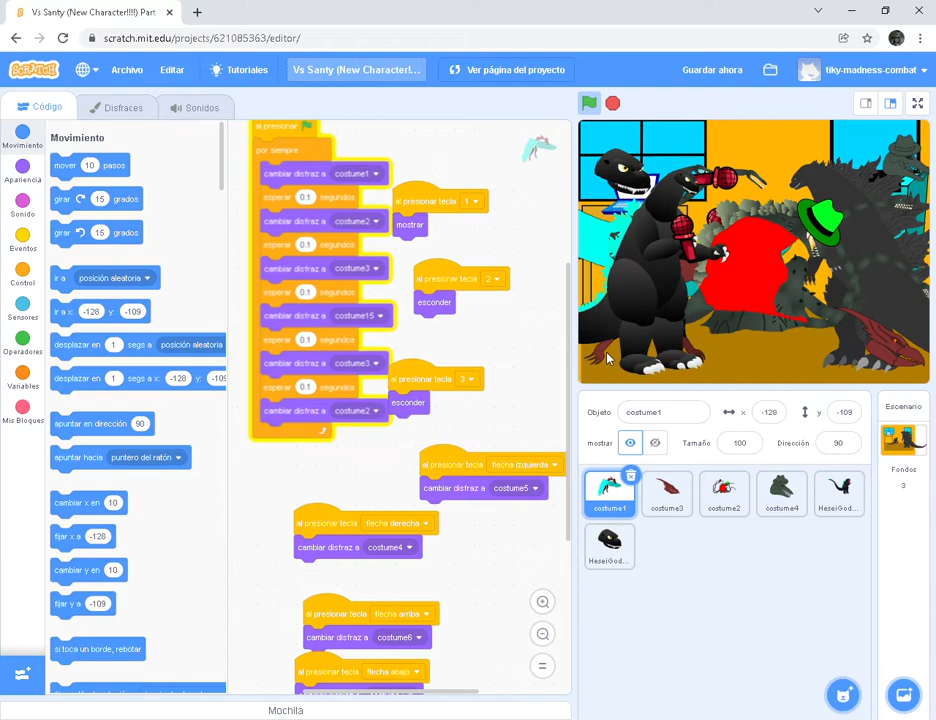 Vs Santy (New Character!!!!) Part
scratch.mit.edu/projects/621085363/editor/
SCRATCH
Archivo
Editar
Tutoriales
Vs Santy (New Character!...
Ver página del proyecto
Guardar ahora
tiky-madness-combat
Código
Disfraces
Sonidos
Movimiento
Apariencia
Sonido
Eventos
Control
Sensores
Operadores
Variables
Mis Bloques
Movimiento
mover 10 pasos
girar 15 grados
girar 15 grados
ir a posición aleatoria
ir a x: -128 y: -109
desplazar en 1 segs a posición aleatoria
desplazar en 1 segs a x: -128 y: -109
apuntar en dirección 90
apuntar hacia puntero del ratón
cambiar x en 10
fijar x a -128
cambiar y en 10
fijar y a -109
si toca un borde, rebotar
al presionar
por siempre
cambiar disfraz a costume1
esperar 0.1 segundos
cambiar disfraz a costume2
esperar 0.1 segundos
cambiar disfraz a costume3
esperar 0.1 segundos
cambiar disfraz a costume15
esperar 0.1 segundos
cambiar disfraz a costume3
esperar 0.1 segundos
cambiar disfraz a costume2
al presionar tecla 1
mostrar
al presionar tecla 2
esconder
al presionar tecla 3
esconder
al presionar tecla flecha izquierda
cambiar disfraz a costume5
al presionar tecla flecha derecha
cambiar disfraz a costume4
al presionar tecla flecha arriba
cambiar disfraz a costume6
al presionar tecla flecha abajo
Mochila
Objeto costume1 x -128 y -109
mostrar Tamaño 100 Dirección 90
costume1
costume3
costume2
costume4
HeseiGod...
HeseiGod...
Escenario
Fondos
3